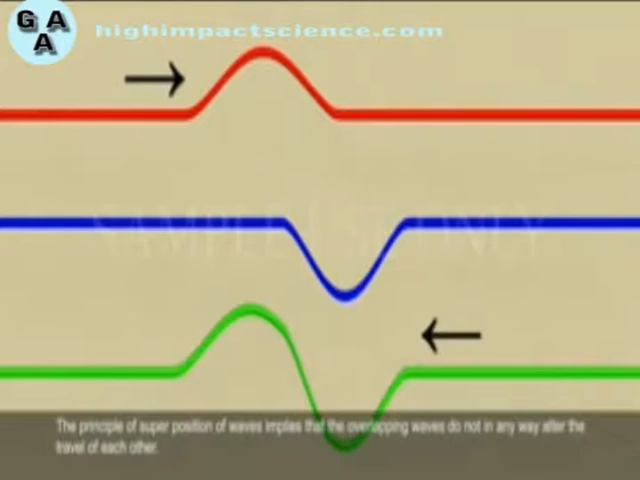 G A
A
highimpactscience.com
SAMPLE | SE ONLY
The principle of super position of waves implies that the overlapping waves do not in any way alter the
travel of each other.